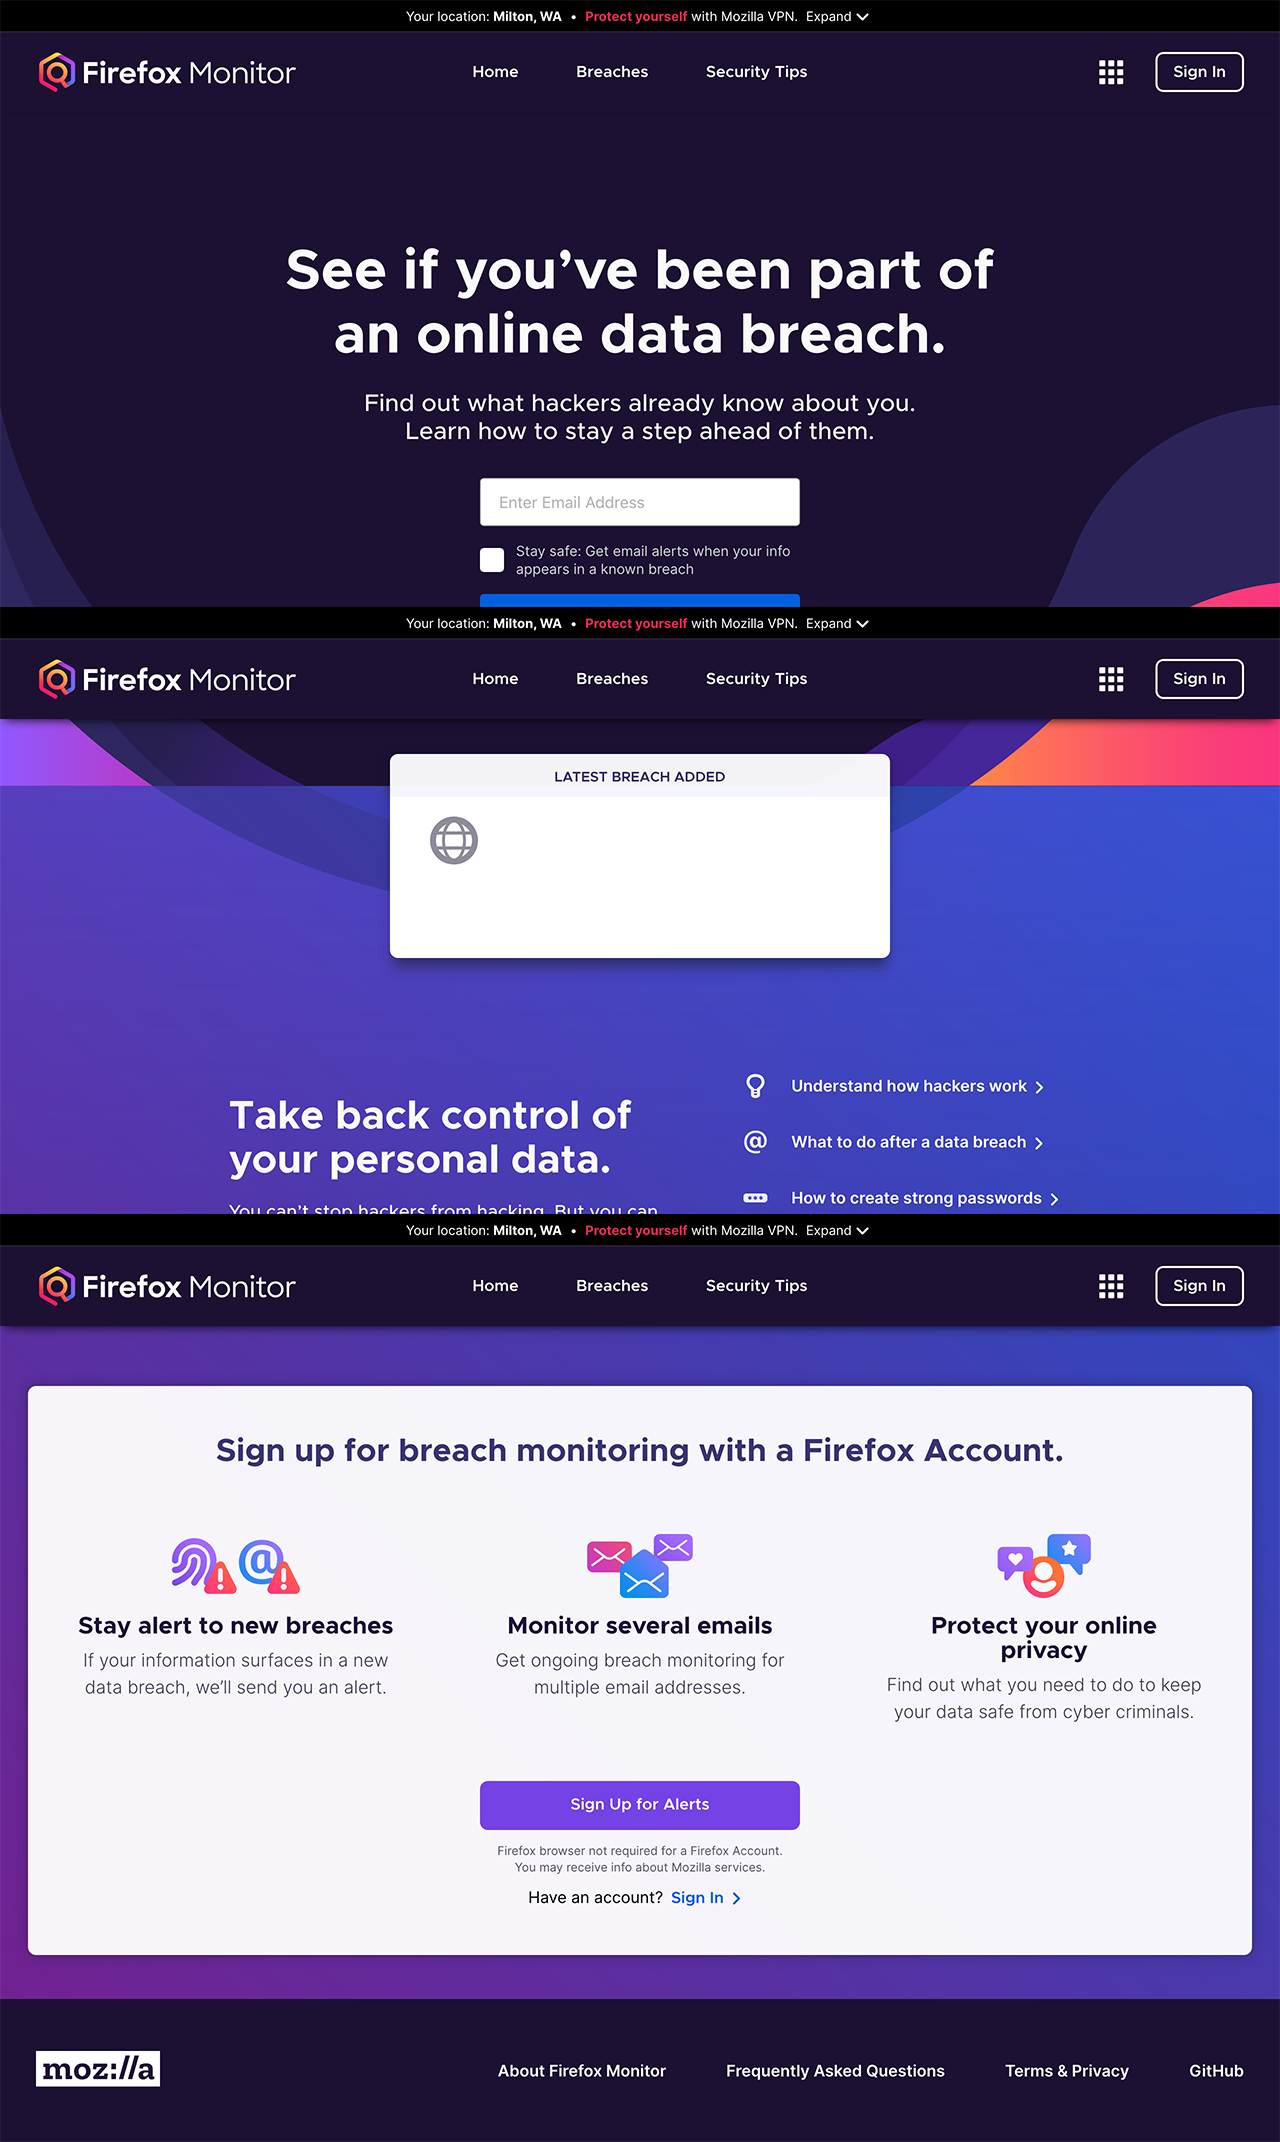 Your location: Milton, WA • Protect yourself with Mozilla VPN. Expand
Firefox Monitor
Home
Breaches
Security Tips
Sign In
See if you’ve been part of
an online data breach.
Find out what hackers already know about you.
Learn how to stay a step ahead of them.
Enter Email Address
Stay safe: Get email alerts when your info
appears in a known breach
Your location: Milton, WA • Protect yourself with Mozilla VPN. Expand
Firefox Monitor
Home
Breaches
Security Tips
Sign In
LATEST BREACH ADDED
Understand how hackers work
What to do after a data breach
How to create strong passwords
Take back control of
your personal data.
You can’t stop hackers from hacking. But you can
Your location: Milton, WA • Protect yourself with Mozilla VPN. Expand
Firefox Monitor
Home
Breaches
Security Tips
Sign In
Sign up for breach monitoring with a Firefox Account.
Stay alert to new breaches
If your information surfaces in a new
data breach, we’ll send you an alert.
Monitor several emails
Get ongoing breach monitoring for
multiple email addresses.
Protect your online
privacy
Find out what you need to do to keep
your data safe from cyber criminals.
Sign Up for Alerts
Firefox browser not required for a Firefox Account.
You may receive info about Mozilla services.
Have an account? Sign In
moz://a
About Firefox Monitor
Frequently Asked Questions
Terms & Privacy
GitHub